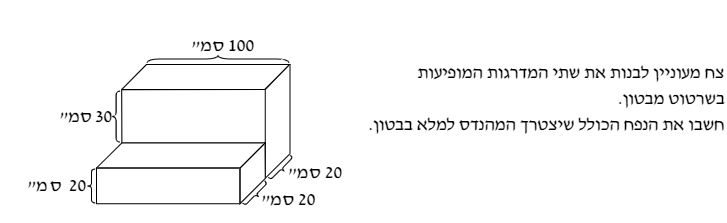 צח מעוניין לבנות את שתי המדרגות המופיעות
בשרטוט מבטון.
חשבו את הנפח הכולל שיצטרך המהנדס למלא בבטון.
100 סמ״
30 סמ״
20 סמ״
20 סמ״
20 סמ״